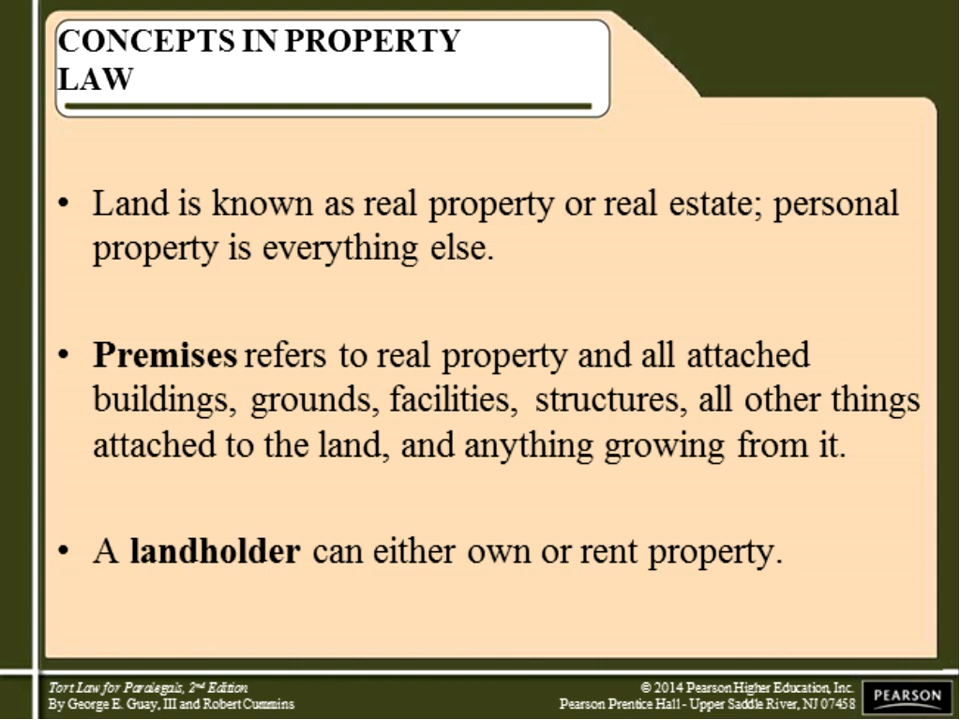 CONCEPTS IN PROPERTY
LAW
• Land is known as real property or real estate; personal
property is everything else.
• Premises refers to real property and all attached
buildings, grounds, facilities, structures, all other things
attached to the land, and anything growing from it.
• A landholder can either own or rent property.
Tort Law for Paralegals, 2nd Edition
By George E. Guay, III and Robert Cummins
© 2014 Pearson Higher Education, Inc.
Pearson Prentice Hall - Upper Saddle River, NJ 07458
PEARSON